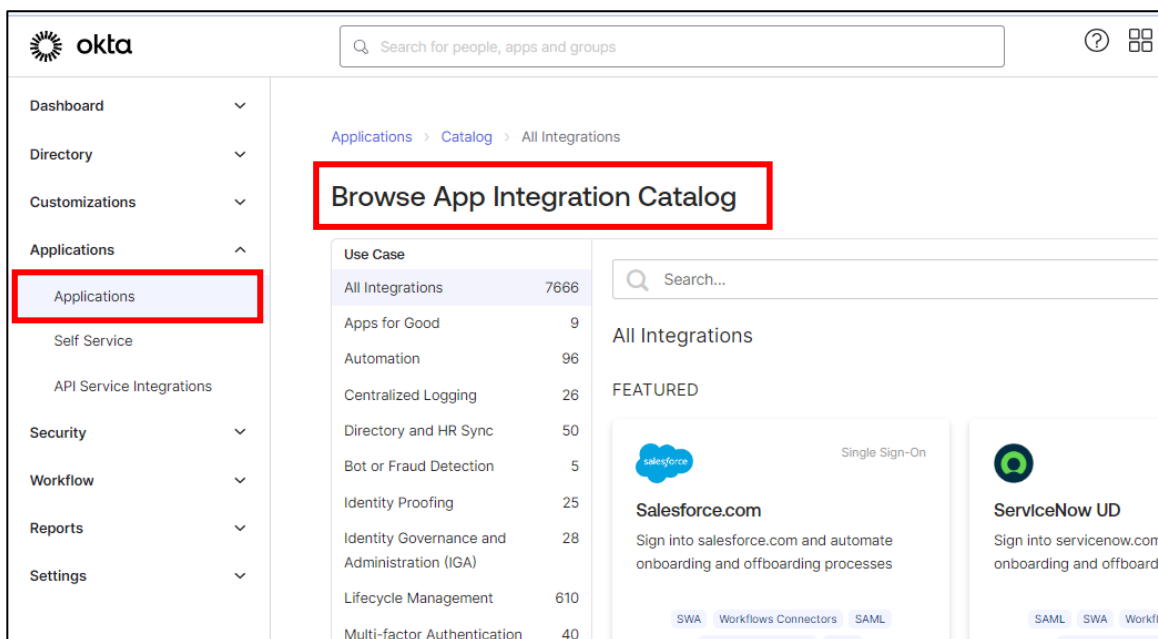 okta
Search for people, apps and groups
Dashboard
Directory
Customizations
Applications
Applications
Self Service
API Service Integrations
Security
Workflow
Reports
Settings
Applications > Catalog > All Integrations
Browse App Integration Catalog
Use Case
All Integrations 7666
Apps for Good 9
Automation 96
Centralized Logging 26
Directory and HR Sync 50
Bot or Fraud Detection 5
Identity Proofing 25
Identity Governance and 28
Administration (IGA)
Lifecycle Management 610
Multi-factor Authentication 40
Search...
All Integrations
FEATURED
salesforce
Single Sign-On
Salesforce.com
Sign into salesforce.com and automate
onboarding and offboarding processes
SWA Workflows Connectors SAML
ServiceNow UD
Sign into servicenow.com
onboarding and offboard
SAML SWA Workfl